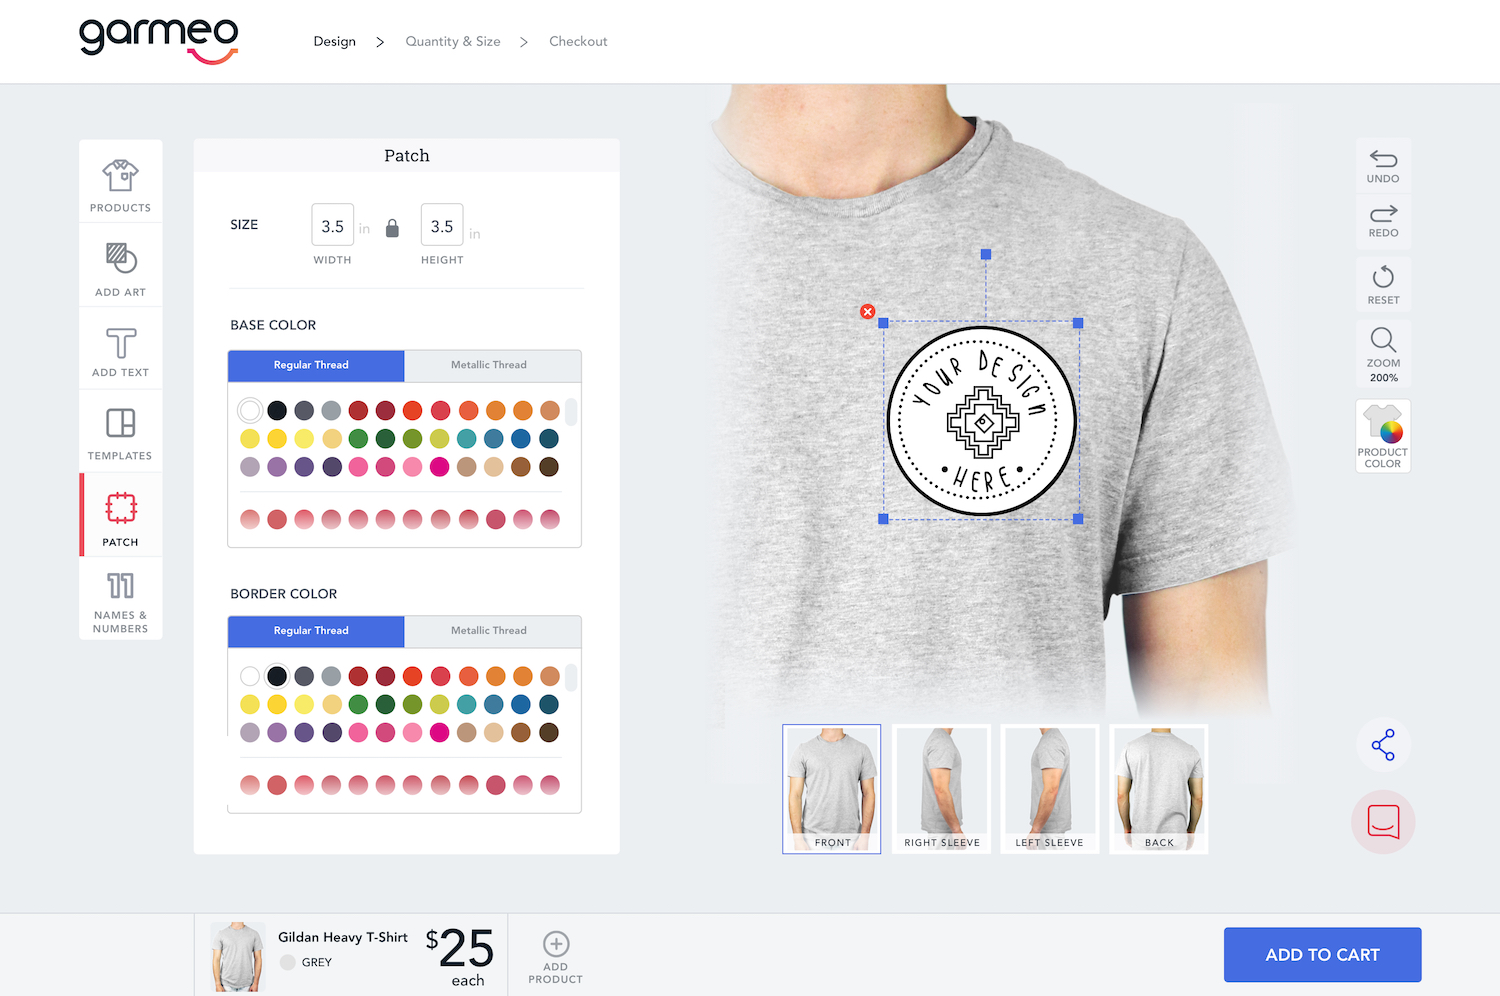 garmeo
Design > Quantity & Size > Checkout
PRODUCTS
ADD ART
ADD TEXT
TEMPLATES
PATCH
NAMES &
NUMBERS
Patch
SIZE
3.5 in
3.5 in
WIDTH
HEIGHT
BASE COLOR
Regular Thread
Metallic Thread
BORDER COLOR
Regular Thread
Metallic Thread
YOUR DESIGN
HERE
UNDO
REDO
RESET
ZOOM
200%
PRODUCT
COLOR
FRONT
RIGHT SLEEVE
LEFT SLEEVE
BACK
Gildan Heavy T-Shirt
GREY
$25
each
ADD
PRODUCT
ADD TO CART